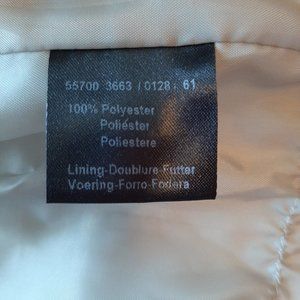 55700 3663 / 0128 - 61
100% Polyester
Poliéster
Poliestere
Lining-Doublure-Futter
Voering-Forro-Fodera